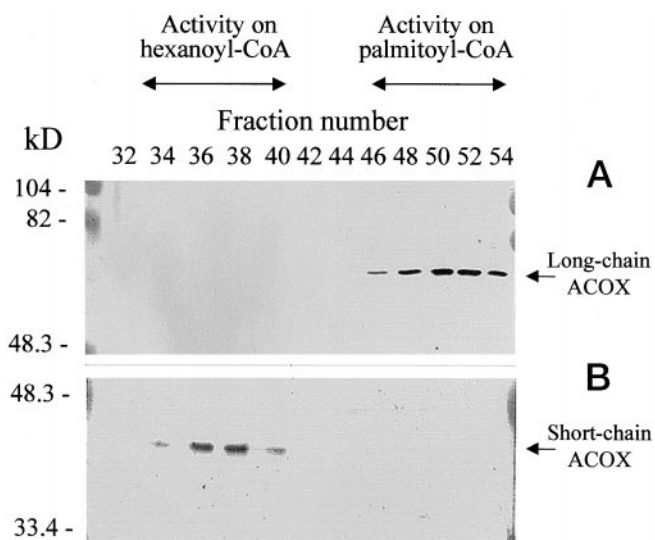 Activity on
hexanoyl-CoA
Activity on
palmitoyl-CoA
Fraction number
kD
32 34 36 38 40 42 44 46 48 50 52 54
104 -
82 -
48.3 -
A
Long-chain
ACOX
48.3 -
33.4 -
B
Short-chain
ACOX